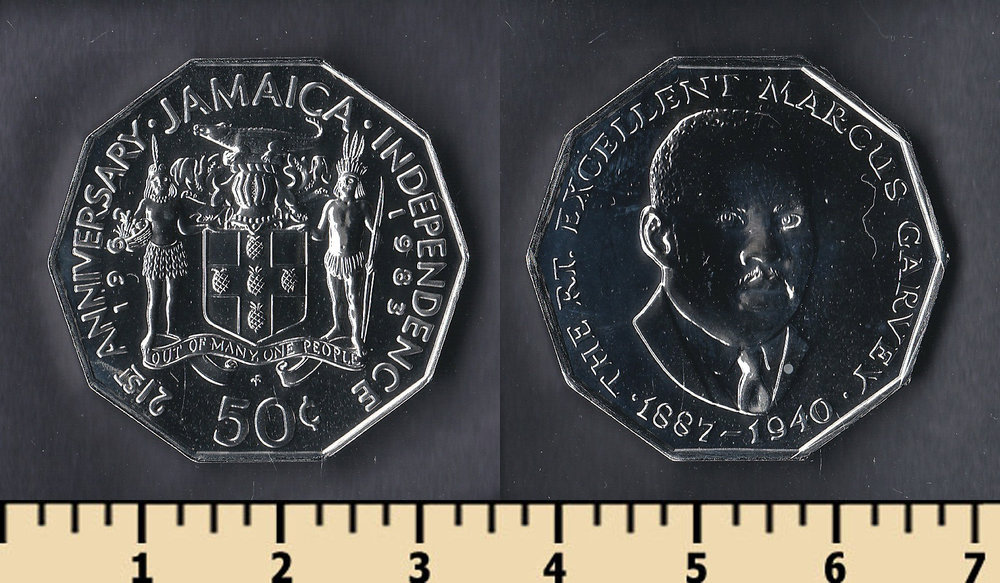 21ST ANNIVERSARY · JAMAICA · INDEPENDENCE
1983
OUT OF MANY, ONE PEOPLE
50¢
THE RT. EXCELLENT MARCUS GARVEY
· 1887-1940 ·
1 2 3 4 5 6 7